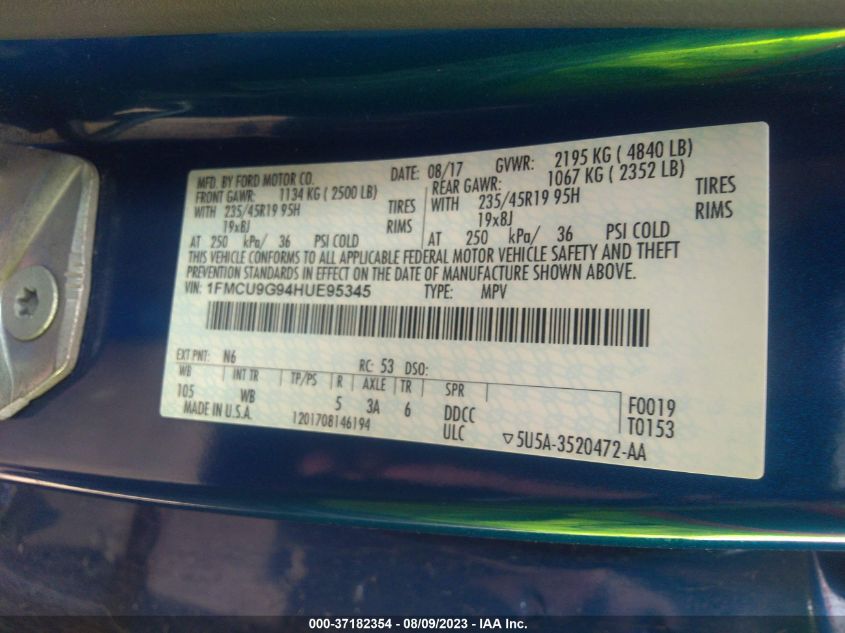 MFD. BY FORD MOTOR CO. DATE: 08/17 GVWR: 2195 KG ( 4840 LB)
FRONT GAWR: 1134 KG ( 2500 LB) REAR GAWR: 1067 KG ( 2352 LB)
WITH 235/45R19 95H TIRES WITH 235/45R19 95H TIRES
19x8J RIMS 19x8J RIMS
AT 250 kPa/ 36 PSI COLD AT 250 kPa/ 36 PSI COLD
THIS VEHICLE CONFORMS TO ALL APPLICABLE FEDERAL MOTOR VEHICLE SAFETY AND THEFT
PREVENTION STANDARDS IN EFFECT ON THE DATE OF MANUFACTURE SHOWN ABOVE.
VIN: 1FMCU9G94HUE95345 TYPE: MPV
EXT PNT: N6 RC: 53 DSO:
WB INT TR TP/PS R AXLE TR SPR
105 WB 5 3A 6 DDCC F0019
MADE IN U.S.A. 1201708146194 ULC T0153
▽5U5A-3520472-AA
000-37182354 - 08/09/2023 - IAA Inc.